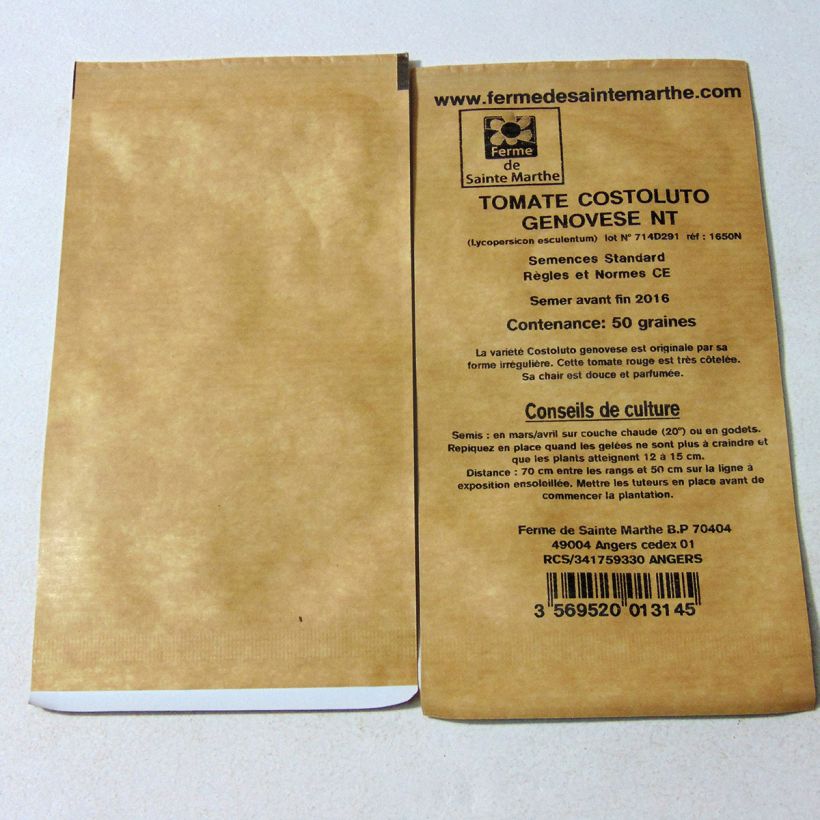 www.fermedesaintemarthe.com
Ferme
de
Sainte Marthe
TOMATE COSTOLUTO
GENOVESE NT
(Lycopersicon esculentum) lot N° 714D291 réf : 1650N
Semences Standard
Règles et Normes CE
Semer avant fin 2016
Contenance: 50 graines
La variété Costoluto genovese est originale par sa
forme irrégulière. Cette tomate rouge est très côtelée.
Sa chair est douce et parfumée.
Conseils de culture
Semis : en mars/avril sur couche chaude (20°) ou en godets.
Repiquez en place quand les gelées ne sont plus à craindre et
que les plants atteignent 12 à 15 cm.
Distance : 70 cm entre les rangs et 50 cm sur la ligne à
exposition ensoleillée. Mettre les tuteurs en place avant de
commencer la plantation.
Ferme de Sainte Marthe B.P 70404
49004 Angers cedex 01
RCS/341759330 ANGERS
3 569520 013145